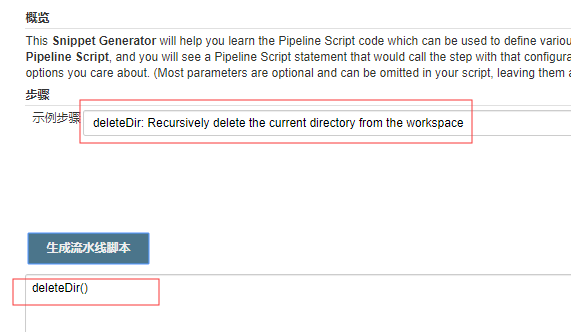 概览
This Snippet Generator will help you learn the Pipeline Script code which can be used to define variou
Pipeline Script, and you will see a Pipeline Script statement that would call the step with that configura
options you care about. (Most parameters are optional and can be omitted in your script, leaving them a
步骤
示例步骤 deleteDir: Recursively delete the current directory from the workspace
生成流水线脚本
deleteDir()